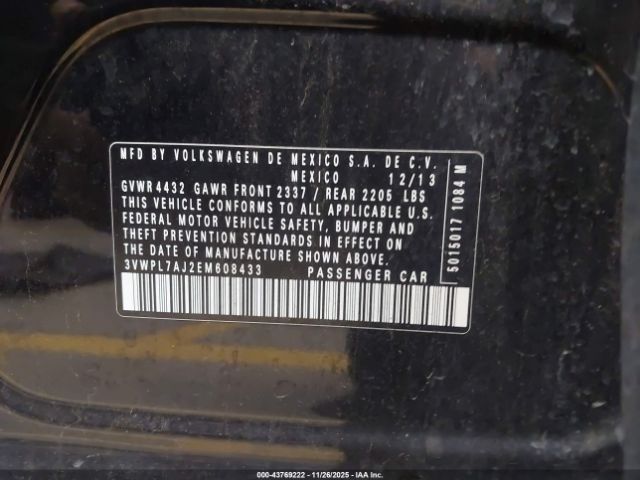 MFD BY VOLKSWAGEN DE MEXICO S.A. DE C.V.
MEXICO 12/13
GVWR 4432 GAWR FRONT 2337 / REAR 2205 LBS
THIS VEHICLE CONFORMS TO ALL APPLICABLE U.S.
FEDERAL MOTOR VEHICLE SAFETY, BUMPER AND
THEFT PREVENTION STANDARDS IN EFFECT ON
THE DATE OF MANUFACTURE SHOWN ABOVE.
3VWPL7AJ2EM608433 PASSENGER CAR
5015017 1084 M
000-43769222 - 11/26/2025 - Copyright IAAI, Inc.